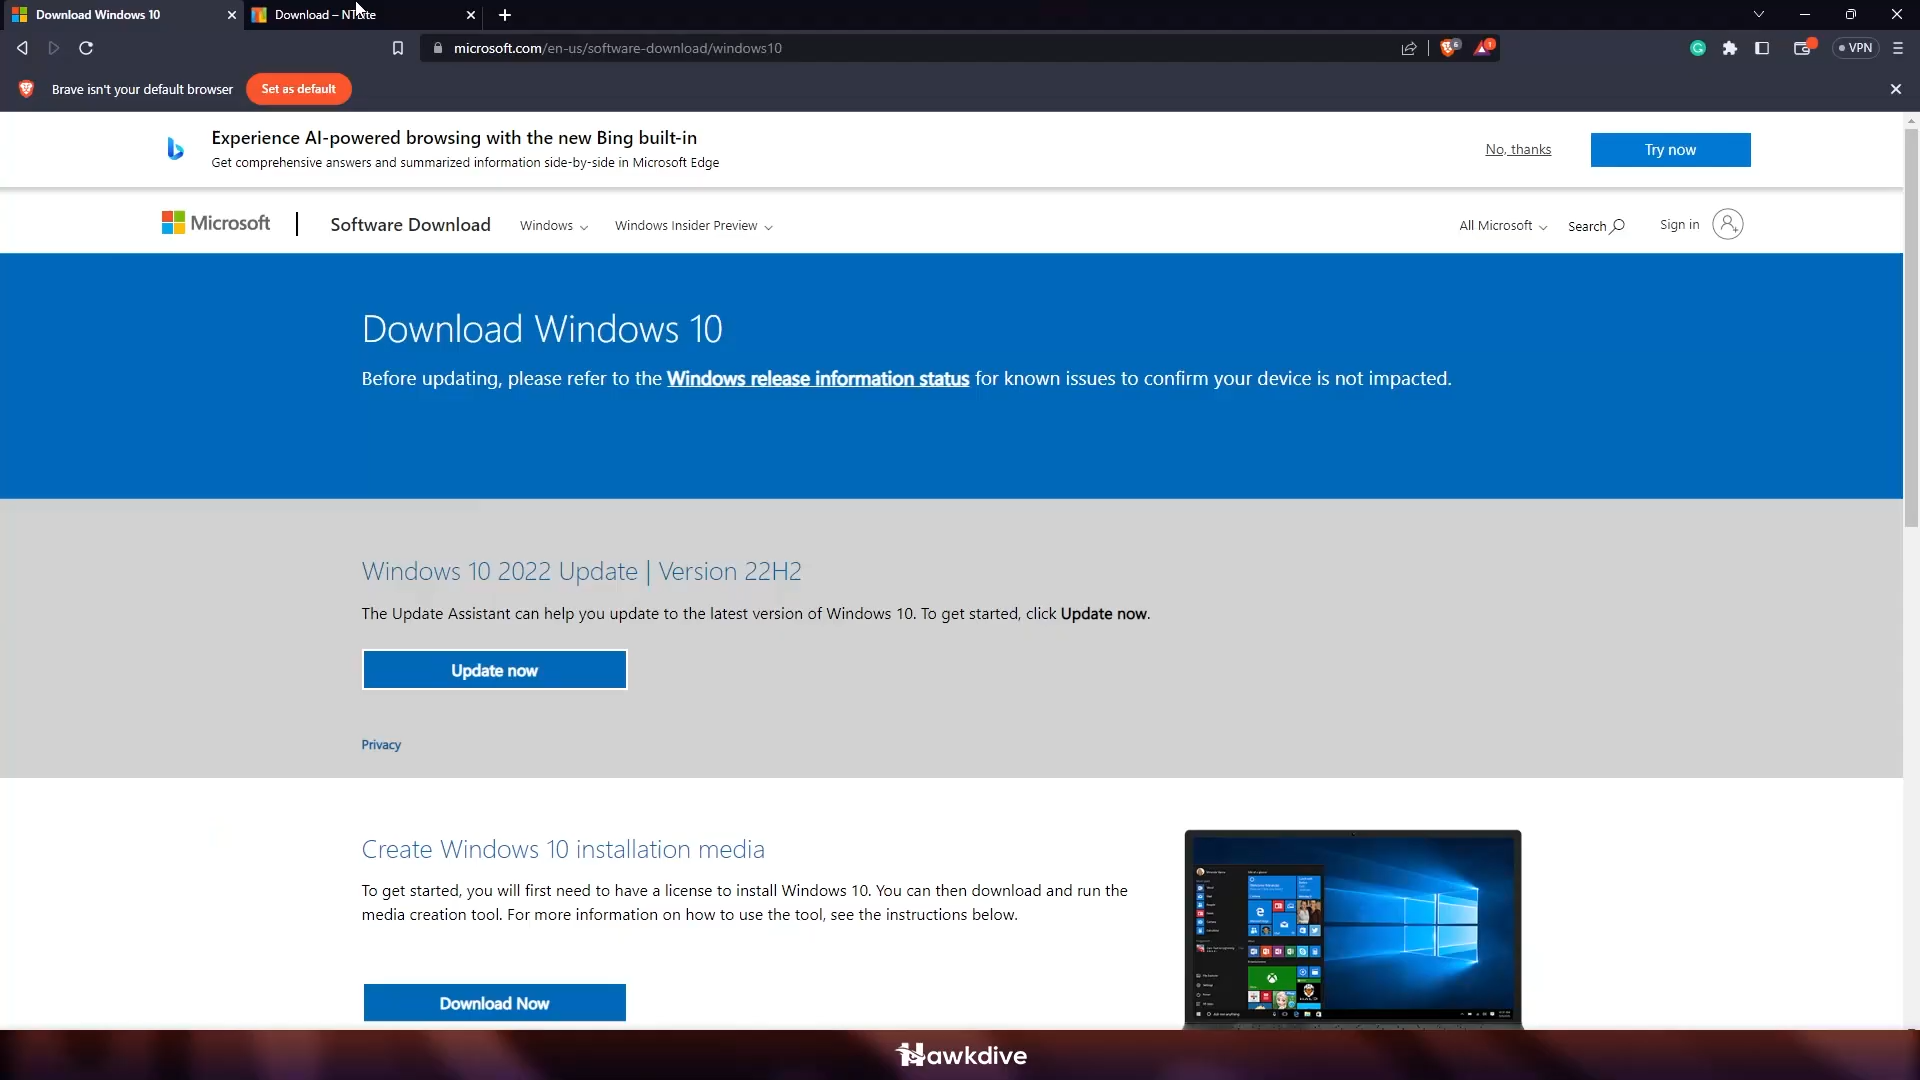 Download Windows 10
Download – NTLite
microsoft.com/en-us/software-download/windows10
6
1
VPN
Brave isn't your default browser
Set as default
Experience AI-powered browsing with the new Bing built-in
Get comprehensive answers and summarized information side-by-side in Microsoft Edge
No, thanks
Try now
Microsoft
Software Download
Windows
Windows Insider Preview
All Microsoft
Search
Sign in
Download Windows 10
Before updating, please refer to the Windows release information status for known issues to confirm your device is not impacted.
Windows 10 2022 Update | Version 22H2
The Update Assistant can help you update to the latest version of Windows 10. To get started, click Update now.
Update now
Privacy
Create Windows 10 installation media
To get started, you will first need to have a license to install Windows 10. You can then download and run the
media creation tool. For more information on how to use the tool, see the instructions below.
Download Now
Hawkdive